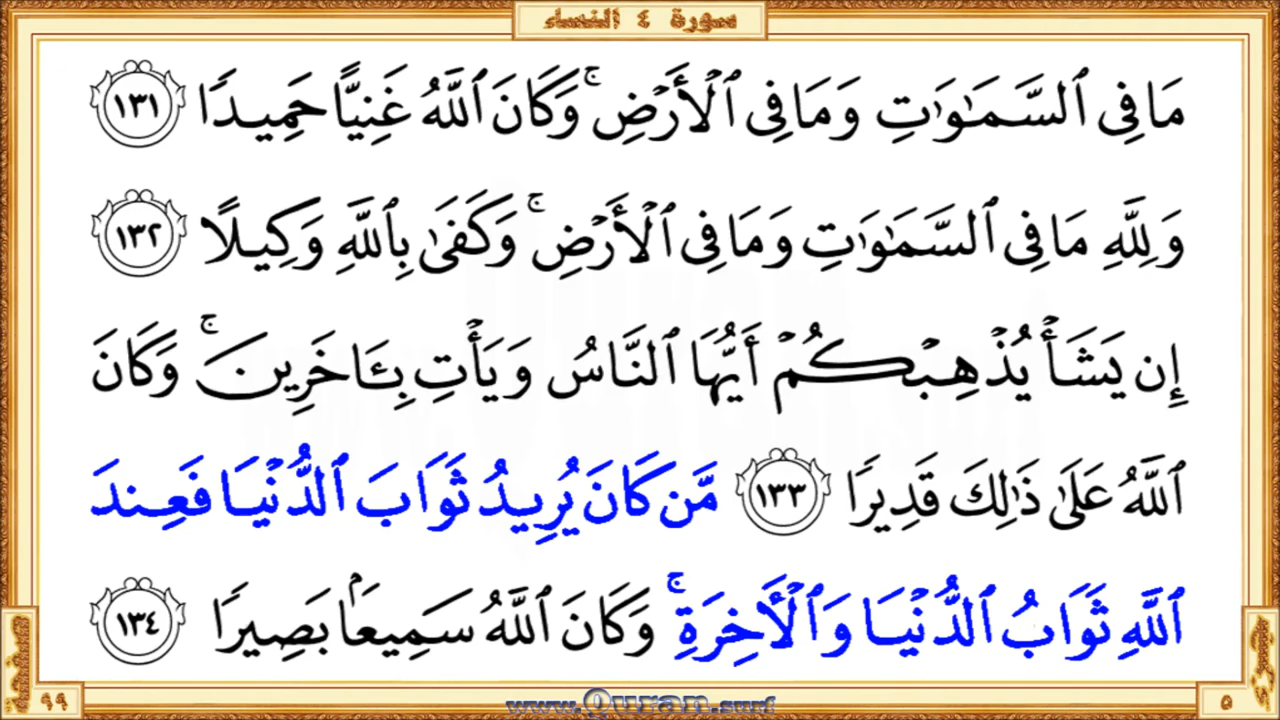 سورة ٤ النساء
مَا فِى ٱلسَّمَـٰوَٰتِ وَمَا فِى ٱلْأَرْضِ ۚ وَكَانَ ٱللَّهُ غَنِيًّا حَمِيدًا ١٣١
وَلِلَّهِ مَا فِى ٱلسَّمَـٰوَٰتِ وَمَا فِى ٱلْأَرْضِ ۚ وَكَفَىٰ بِٱللَّهِ وَكِيلًا ١٣٢
إِن يَشَأْ يُذْهِبْكُمْ أَيُّهَا ٱلنَّاسُ وَيَأْتِ بِـَٔاخَرِينَ ۚ وَكَانَ
ٱللَّهُ عَلَىٰ ذَٰلِكَ قَدِيرًا ١٣٣ مَّن كَانَ يُرِيدُ ثَوَابَ ٱلدُّنْيَا فَعِندَ
ٱللَّهِ ثَوَابُ ٱلدُّنْيَا وَٱلْـَٔاخِرَةِ ۚ وَكَانَ ٱللَّهُ سَمِيعًۢا بَصِيرًا ١٣٤
٥
www.Quran.surf
٩٩